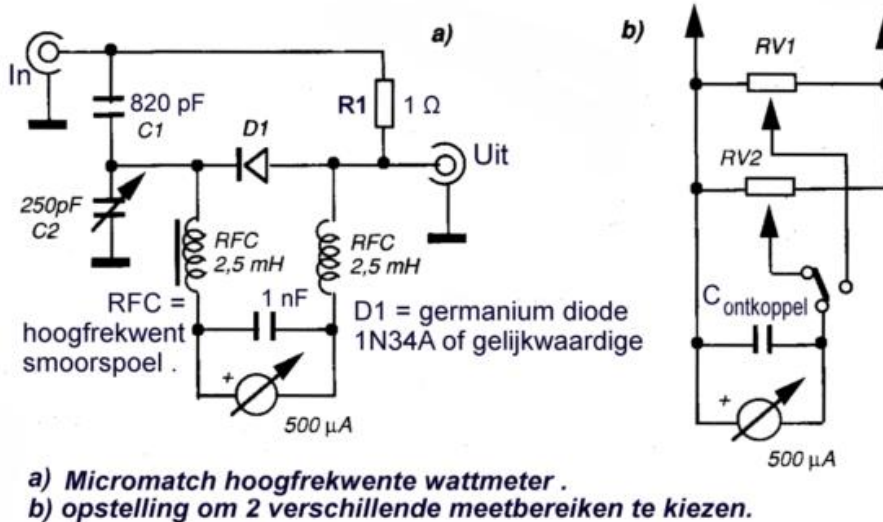 a)
In
820 pF
C1
D1
R1
1 Ω
Uit
250pF
C2
RFC
2,5 mH
RFC
2,5 mH
RFC =
hoogfrekwent
smoorspoel .
1 nF
D1 = germanium diode
1N34A of gelijkwaardige
+
500 µA
b)
RV1
RV2
C ontkoppel
+
500 µA
a) Micromatch hoogfrekwente wattmeter .
b) opstelling om 2 verschillende meetbereiken te kiezen.